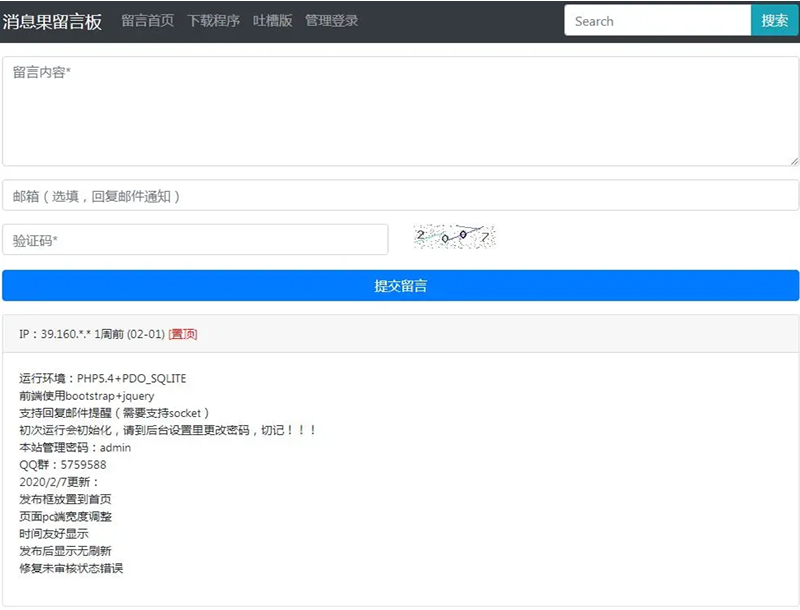 消息果留言板 留言首页 下载程序 吐槽版 管理登录 Search 搜索
留言内容*
邮箱（选填，回复邮件通知）
验证码* 2007
提交留言
IP：39.160.*.* 1周前 (02-01) [置顶]
运行环境：PHP5.4+PDO_SQLITE
前端使用bootstrap+jquery
支持回复邮件提醒（需要支持socket）
初次运行会初始化，请到后台设置里更改密码，切记！！！
本站管理密码：admin
QQ群：5759588
2020/2/7更新：
发布框放置到首页
页面pc端宽度调整
时间友好显示
发布后显示无刷新
修复未审核状态错误